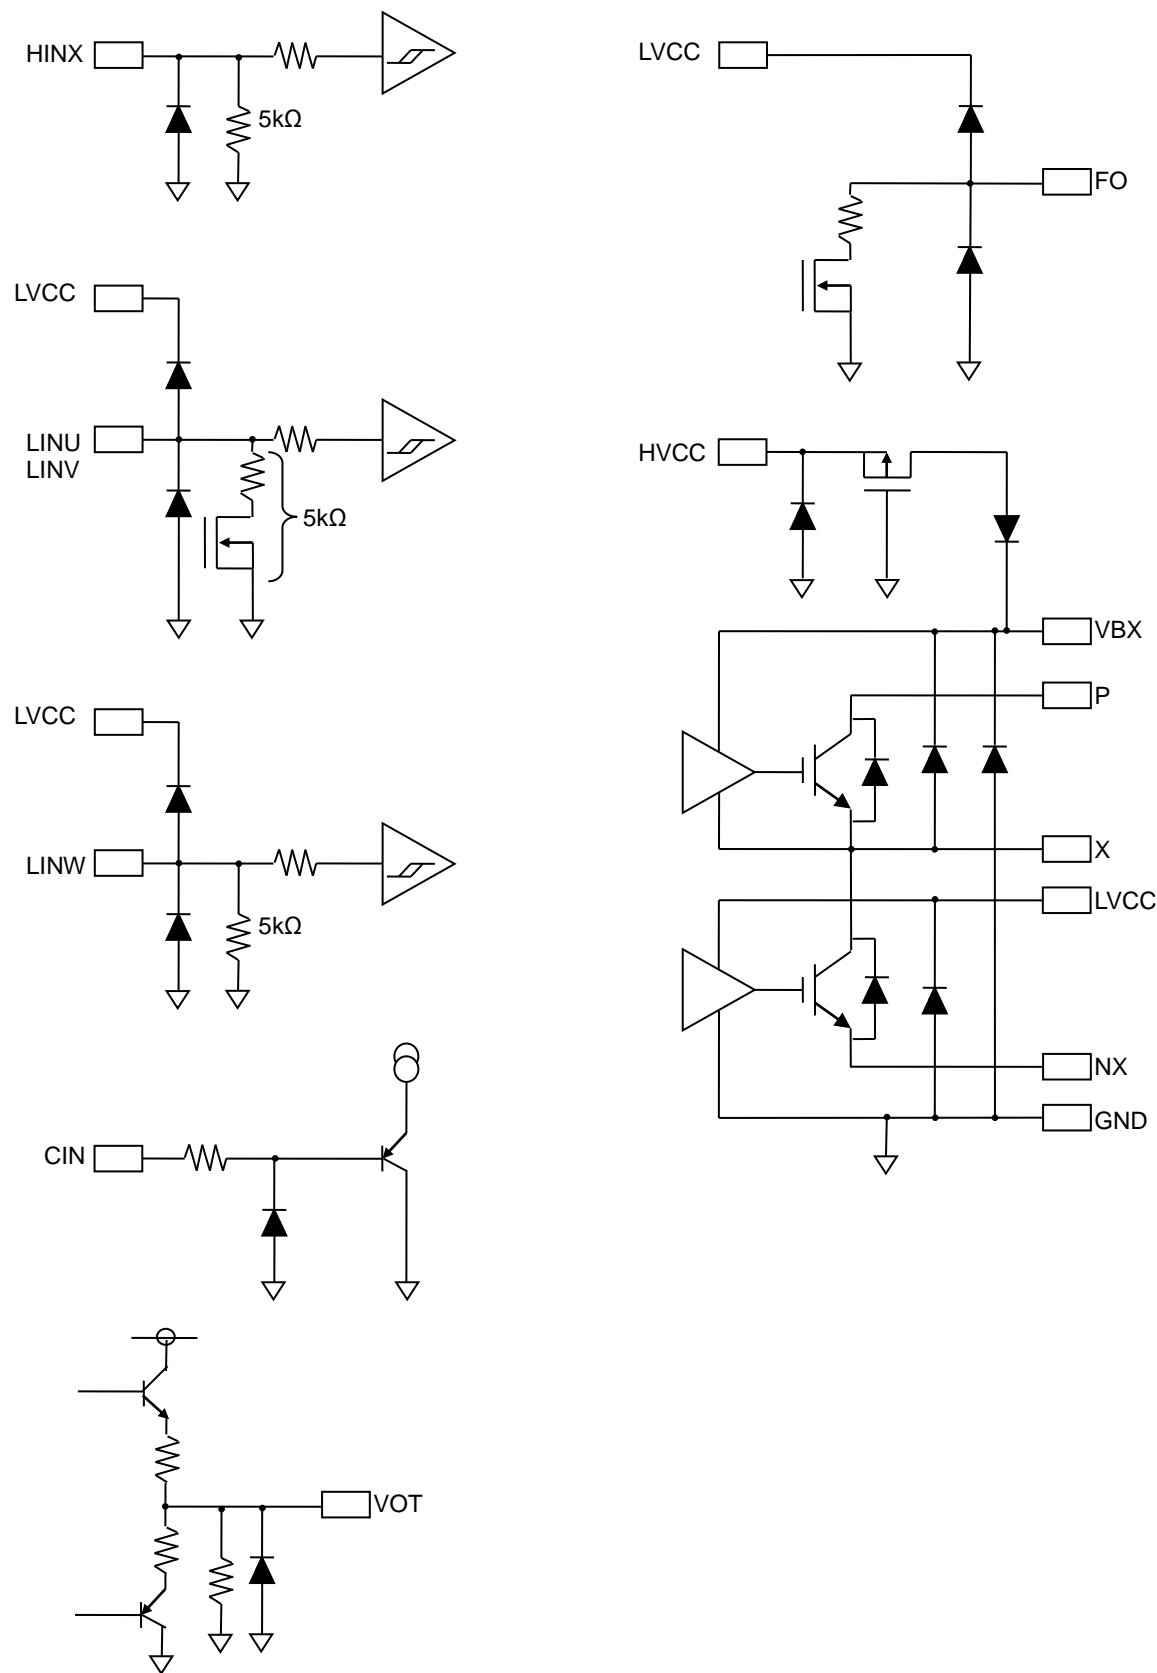 HINX
5kΩ
LVCC
LINU
LINV
5kΩ
LVCC
LINW
5kΩ
CIN
VOT
LVCC
FO
HVCC
VBX
P
X
LVCC
NX
GND